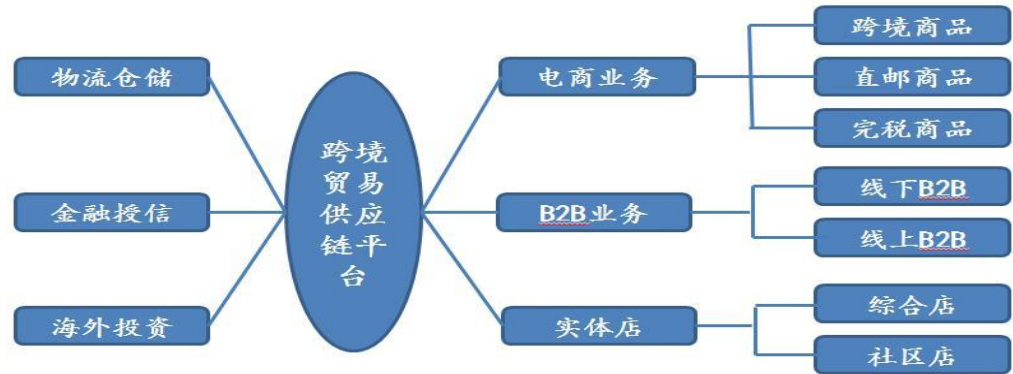 物流仓储
金融授信
海外投资
跨境
贸易
供应
链平
台
电商业务
跨境商品
直邮商品
完税商品
B2B业务
线下B2B
线上B2B
实体店
综合店
社区店